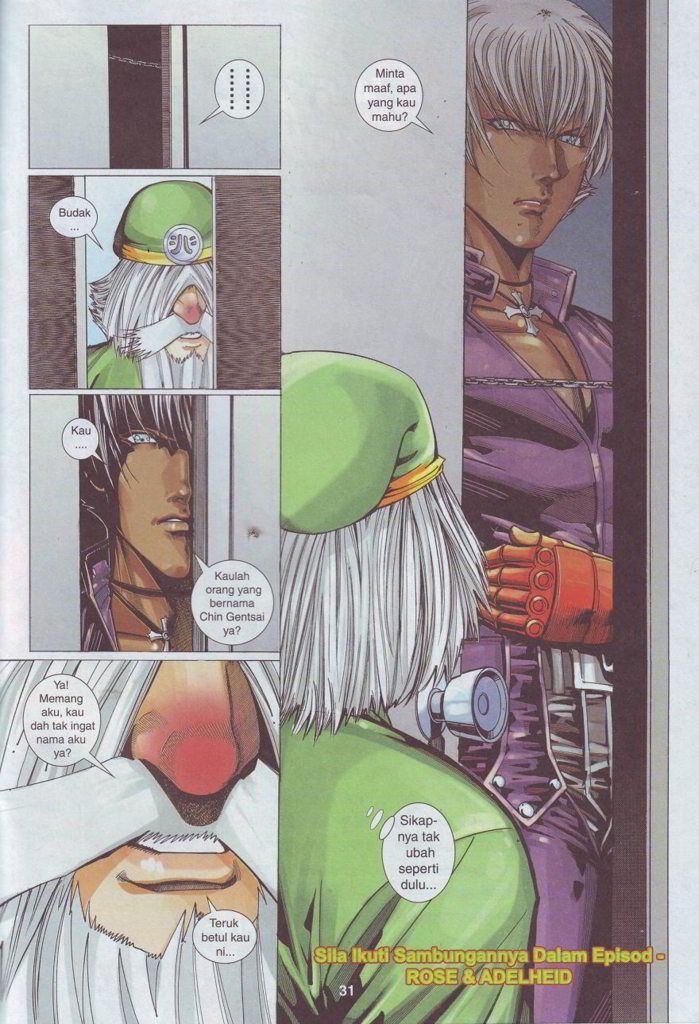 Budak
...
Kau
....
Kaulah
orang yang
bernama
Chin Gentsai
ya?
Ya!
Memang
aku, kau
dah tak ingat
nama aku
ya?
Teruk
betul kau
ni...
Minta
maaf, apa
yang kau
mahu?
Sikap-
nya tak
ubah
seperti
dulu...
Sila Ikuti Sambungannya Dalam Episod -
ROSE & ADELHEID
31